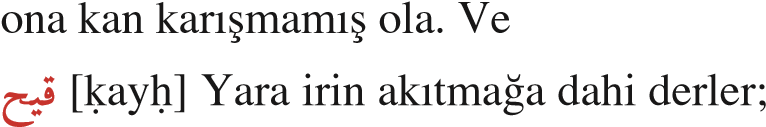 ona kan karışmamış ola. Ve
قيح [ḳayḥ] Yara irin akıtmağa dahi derler;